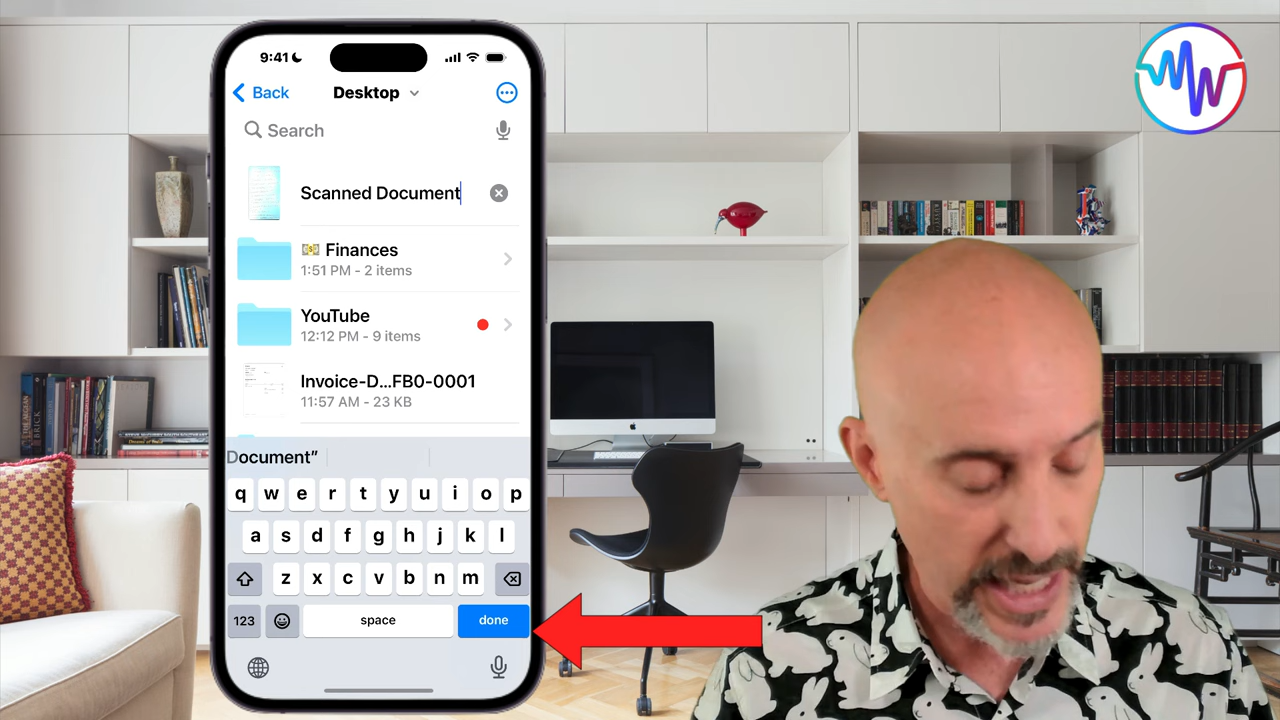 9:41
Back
Desktop
Search
Scanned Document
Finances
1:51 PM - 2 items
YouTube
12:12 PM - 9 items
Invoice-D...FB0-0001
11:57 AM - 23 KB
Document”
q w e r t y u i o p
a s d f g h j k l
z x c v b n m
123 space done
MW